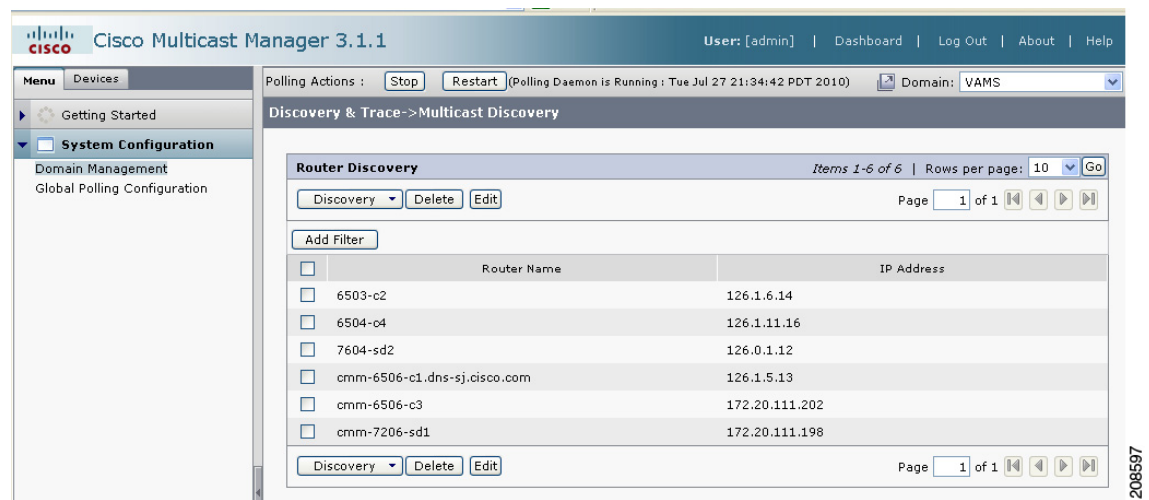 CISCO Cisco Multicast Manager 3.1.1 User: [admin] | Dashboard | Log Out | About | Help
Menu Devices Polling Actions : Stop Restart (Polling Daemon is Running : Tue Jul 27 21:34:42 PDT 2010) Domain: VAMS
Getting Started
System Configuration
Domain Management
Global Polling Configuration
Discovery & Trace->Multicast Discovery
Router Discovery Items 1-6 of 6 | Rows per page: 10 Go
Discovery Delete Edit Page 1 of 1
Add Filter
Router Name IP Address
6503-c2 126.1.6.14
6504-c4 126.1.11.16
7604-sd2 126.0.1.12
cmm-6506-c1.dns-sj.cisco.com 126.1.5.13
cmm-6506-c3 172.20.111.202
cmm-7206-sd1 172.20.111.198
Discovery Delete Edit Page 1 of 1
208597